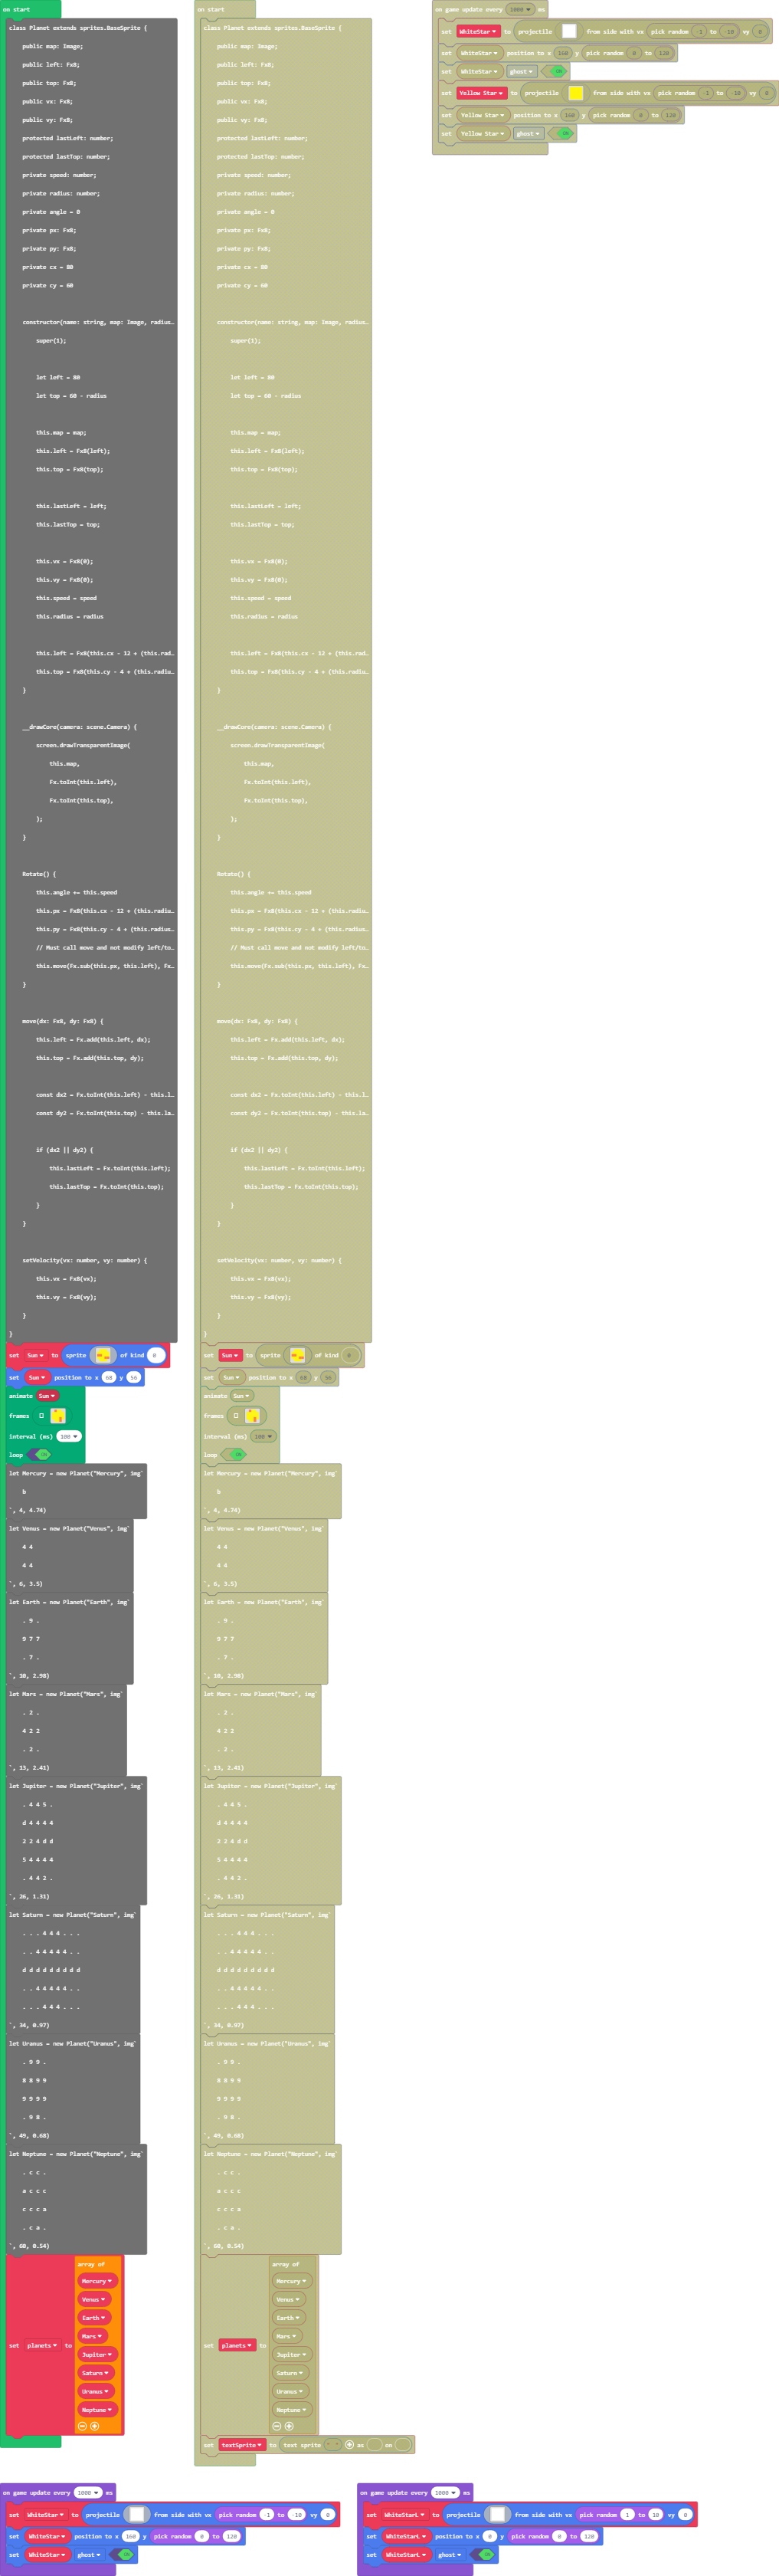 on start
class Planet extends sprites.BaseSprite {
public map: Image;
public left: Fx8;
public top: Fx8;
public vx: Fx8;
public vy: Fx8;
protected lastLeft: number;
protected lastTop: number;
private speed: number;
private radius: number;
private angle = 0
private px: Fx8;
private py: Fx8;
private cx = 80
private cy = 60
constructor(name: string, map: Image, radius…
super(1);
let left = 80
let top = 60 - radius
this.map = map;
this.left = Fx8(left);
this.top = Fx8(top);
this.lastLeft = left;
this.lastTop = top;
this.vx = Fx8(0);
this.vy = Fx8(0);
this.speed = speed
this.radius = radius
this.left = Fx8(this.cx - 12 + (this.rad…
this.top = Fx8(this.cy - 4 + (this.radiu…
}
__drawCore(camera: scene.Camera) {
screen.drawTransparentImage(
this.map,
Fx.toInt(this.left),
Fx.toInt(this.top),
);
}
Rotate() {
this.angle += this.speed
this.px = Fx8(this.cx - 12 + (this.radiu…
this.py = Fx8(this.cy - 4 + (this.radius…
// Must call move and not modify left/to…
this.move(Fx.sub(this.px, this.left), Fx…
}
move(dx: Fx8, dy: Fx8) {
this.left = Fx.add(this.left, dx);
this.top = Fx.add(this.top, dy);
const dx2 = Fx.toInt(this.left) - this.l…
const dy2 = Fx.toInt(this.top) - this.la…
if (dx2 || dy2) {
this.lastLeft = Fx.toInt(this.left);
this.lastTop = Fx.toInt(this.top);
}
}
setVelocity(vx: number, vy: number) {
this.vx = Fx8(vx);
this.vy = Fx8(vy);
}
}
set Sun to sprite of kind 0
set Sun position to x 68 y 56
animate Sun
frames
interval (ms) 100
loop ON
let Mercury = new Planet("Mercury", img`
b
`, 4, 4.74)
let Venus = new Planet("Venus", img`
4 4
4 4
`, 6, 3.5)
let Earth = new Planet("Earth", img`
. 9 .
9 7 7
. 7 .
`, 10, 2.98)
let Mars = new Planet("Mars", img`
. 2 .
4 2 2
. 2 .
`, 13, 2.41)
let Jupiter = new Planet("Jupiter", img`
. 4 4 5 .
d 4 4 4 4
2 2 4 d d
5 4 4 4 4
. 4 4 2 .
`, 26, 1.31)
let Saturn = new Planet("Saturn", img`
. . . 4 4 4 . . .
. . 4 4 4 4 4 . .
d d d d d d d d d
. . 4 4 4 4 4 . .
. . . 4 4 4 . . .
`, 34, 0.97)
let Uranus = new Planet("Uranus", img`
. 9 9 .
8 8 9 9
9 9 9 9
. 9 8 .
`, 49, 0.68)
let Neptune = new Planet("Neptune", img`
. c c .
a c c c
c c c a
. c a .
`, 60, 0.54)
array of
Mercury
Venus
Earth
Mars
set planets to
Jupiter
Saturn
Uranus
Neptune
on start
class Planet extends sprites.BaseSprite {
public map: Image;
public left: Fx8;
public top: Fx8;
public vx: Fx8;
public vy: Fx8;
protected lastLeft: number;
protected lastTop: number;
private speed: number;
private radius: number;
private angle = 0
private px: Fx8;
private py: Fx8;
private cx = 80
private cy = 60
constructor(name: string, map: Image, radius…
super(1);
let left = 80
let top = 60 - radius
this.map = map;
this.left = Fx8(left);
this.top = Fx8(top);
this.lastLeft = left;
this.lastTop = top;
this.vx = Fx8(0);
this.vy = Fx8(0);
this.speed = speed
this.radius = radius
this.left = Fx8(this.cx - 12 + (this.rad…
this.top = Fx8(this.cy - 4 + (this.radiu…
}
__drawCore(camera: scene.Camera) {
screen.drawTransparentImage(
this.map,
Fx.toInt(this.left),
Fx.toInt(this.top),
);
}
Rotate() {
this.angle += this.speed
this.px = Fx8(this.cx - 12 + (this.radiu…
this.py = Fx8(this.cy - 4 + (this.radius…
// Must call move and not modify left/to…
this.move(Fx.sub(this.px, this.left), Fx…
}
move(dx: Fx8, dy: Fx8) {
this.left = Fx.add(this.left, dx);
this.top = Fx.add(this.top, dy);
const dx2 = Fx.toInt(this.left) - this.l…
const dy2 = Fx.toInt(this.top) - this.la…
if (dx2 || dy2) {
this.lastLeft = Fx.toInt(this.left);
this.lastTop = Fx.toInt(this.top);
}
}
setVelocity(vx: number, vy: number) {
this.vx = Fx8(vx);
this.vy = Fx8(vy);
}
}
set Sun to sprite of kind 0
set Sun position to x 68 y 56
animate Sun
frames
interval (ms) 100
loop ON
let Mercury = new Planet("Mercury", img`
b
`, 4, 4.74)
let Venus = new Planet("Venus", img`
4 4
4 4
`, 6, 3.5)
let Earth = new Planet("Earth", img`
. 9 .
9 7 7
. 7 .
`, 10, 2.98)
let Mars = new Planet("Mars", img`
. 2 .
4 2 2
. 2 .
`, 13, 2.41)
let Jupiter = new Planet("Jupiter", img`
. 4 4 5 .
d 4 4 4 4
2 2 4 d d
5 4 4 4 4
. 4 4 2 .
`, 26, 1.31)
let Saturn = new Planet("Saturn", img`
. . . 4 4 4 . . .
. . 4 4 4 4 4 . .
d d d d d d d d d
. . 4 4 4 4 4 . .
. . . 4 4 4 . . .
`, 34, 0.97)
let Uranus = new Planet("Uranus", img`
. 9 9 .
8 8 9 9
9 9 9 9
. 9 8 .
`, 49, 0.68)
let Neptune = new Planet("Neptune", img`
. c c .
a c c c
c c c a
. c a .
`, 60, 0.54)
array of
Mercury
Venus
Earth
Mars
set planets to
Jupiter
Saturn
Uranus
Neptune
set textSprite to text sprite " " as on
on game update every 1000 ms
set WhiteStar to projectile from side with vx pick random -1 to -10 vy 0
set WhiteStar position to x 160 y pick random 0 to 120
set WhiteStar ghost ON
set Yellow Star to projectile from side with vx pick random -1 to -10 vy 0
set Yellow Star position to x 160 y pick random 0 to 120
set Yellow Star ghost ON
on game update every 1000 ms
set WhiteStar to projectile from side with vx pick random -1 to -10 vy 0
set WhiteStar position to x 160 y pick random 0 to 120
set WhiteStar ghost ON
on game update every 1000 ms
set WhiteStarL to projectile from side with vx pick random 1 to 10 vy 0
set WhiteStarL position to x 0 y pick random 0 to 120
set WhiteStarL ghost ON